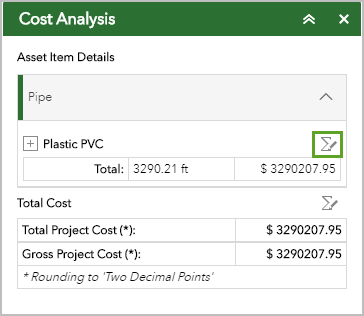 Cost Analysis
Asset Item Details
Pipe
Plastic PVC
Total: 3290.21 ft $ 3290207.95
Total Cost
Total Project Cost (*): $ 3290207.95
Gross Project Cost (*): $ 3290207.95
* Rounding to 'Two Decimal Points'